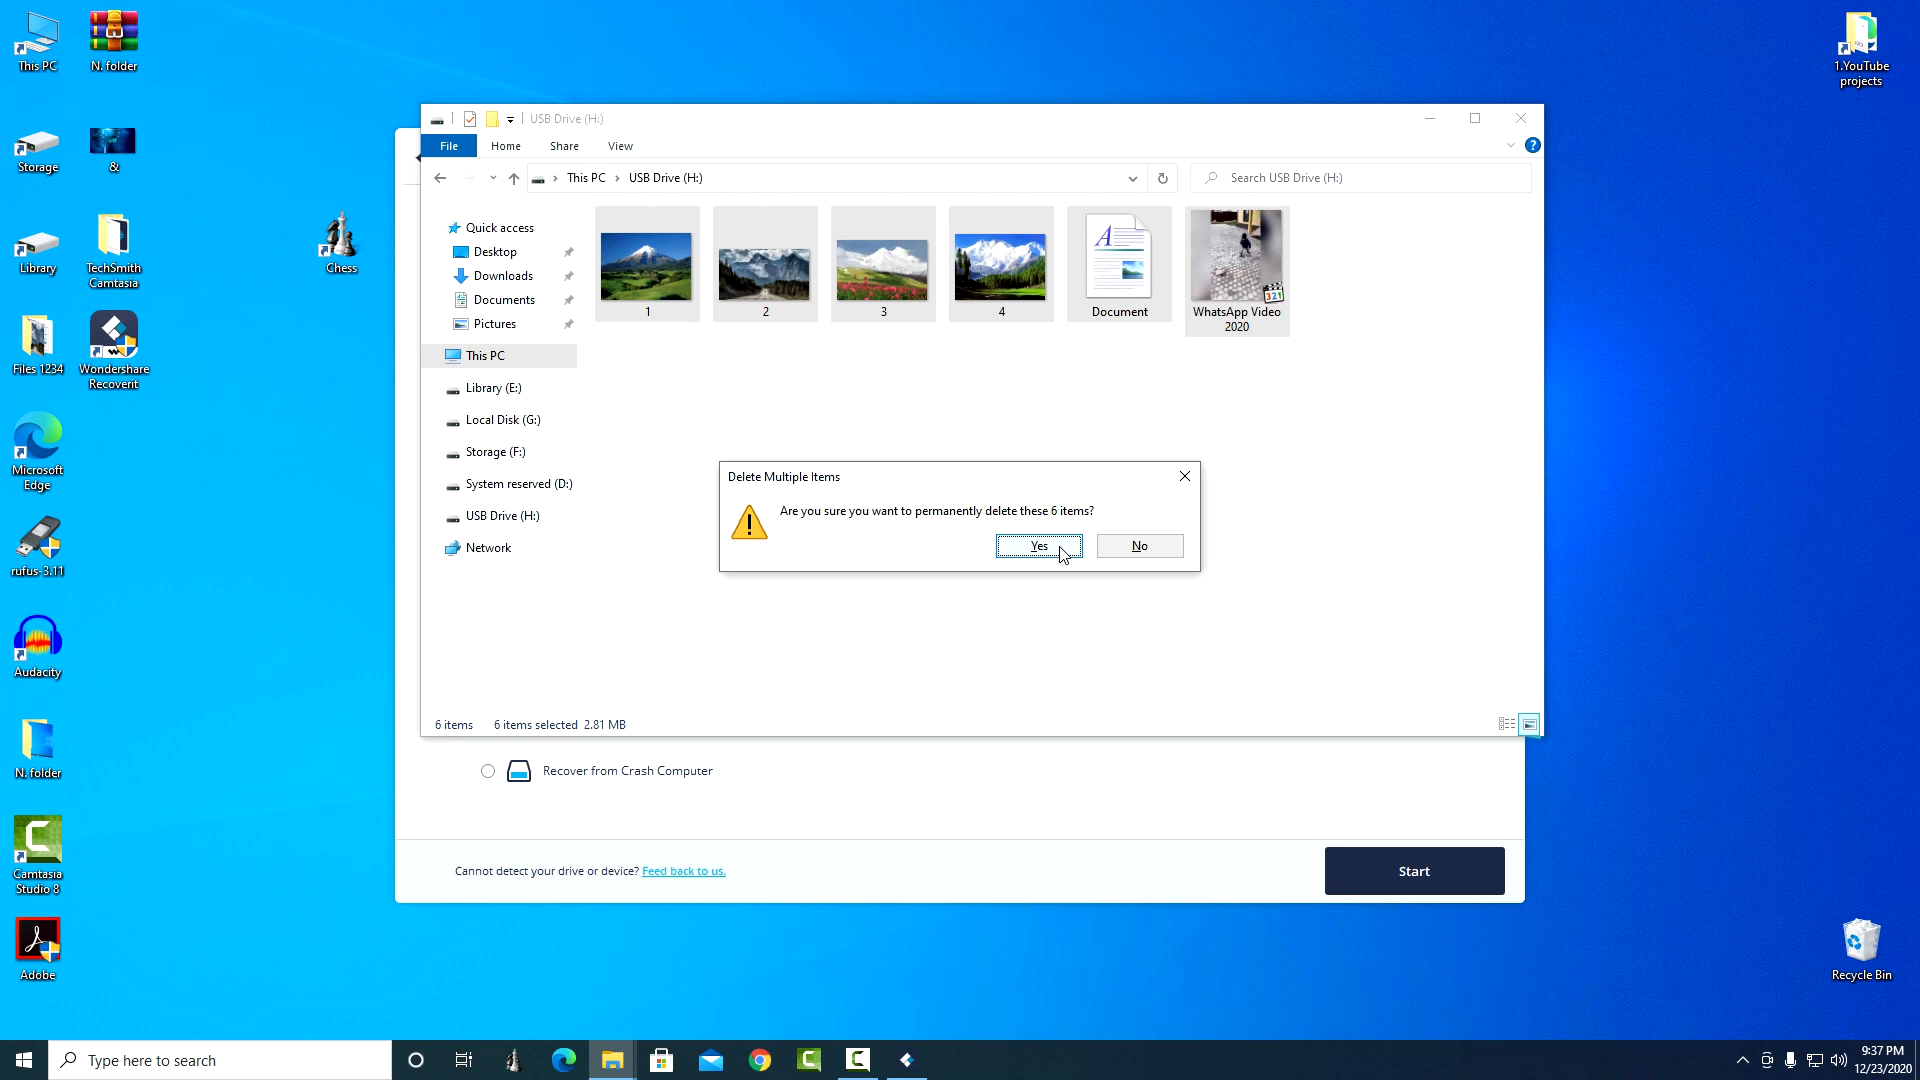 This PC
N. folder
Storage
&
Library
TechSmith
Camtasia
Chess
Files 1234
Wondershare
Recoverit
Microsoft
Edge
rufus-3.11
Audacity
N. folder
Camtasia
Studio 8
Adobe
1.YouTube
projects
Recycle Bin
USB Drive (H:)
File
Home
Share
View
?
This PC
USB Drive (H:)
Search USB Drive (H:)
Quick access
Desktop
Downloads
Documents
Pictures
This PC
Library (E:)
Local Disk (G:)
Storage (F:)
System reserved (D:)
USB Drive (H:)
Network
1
2
3
4
A
Document
321
WhatsApp Video
2020
Delete Multiple Items
Are you sure you want to permanently delete these 6 items?
Yes
No
6 items
6 items selected 2.81 MB
Recover from Crash Computer
Cannot detect your drive or device? Feed back to us.
Start
Type here to search
9:37 PM
12/23/2020